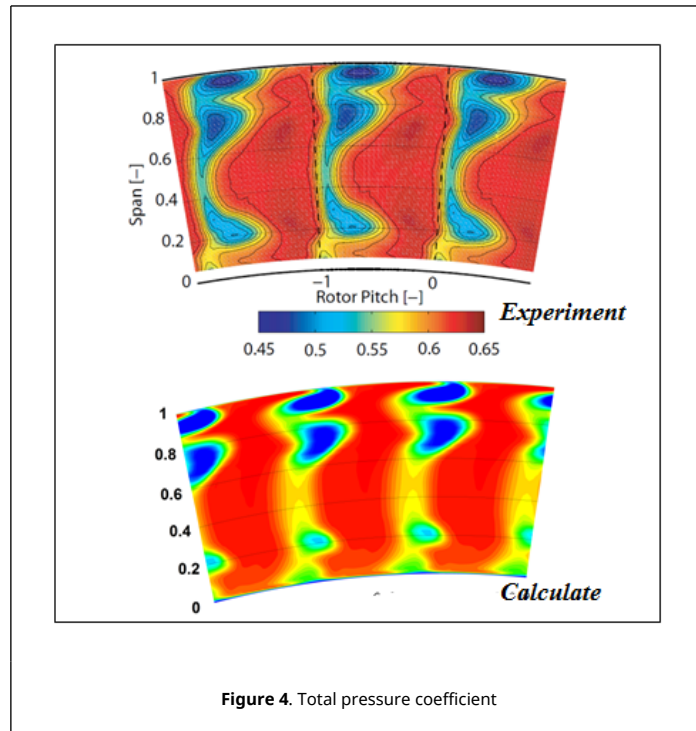 1
0.8
0.6
0.4
0.2
0
Span [–]
−1
0
Rotor Pitch [–]
Experiment
0.45 0.5 0.55 0.6 0.65
1
0.8
0.6
0.4
0.2
0
Calculate
Figure 4. Total pressure coefficient